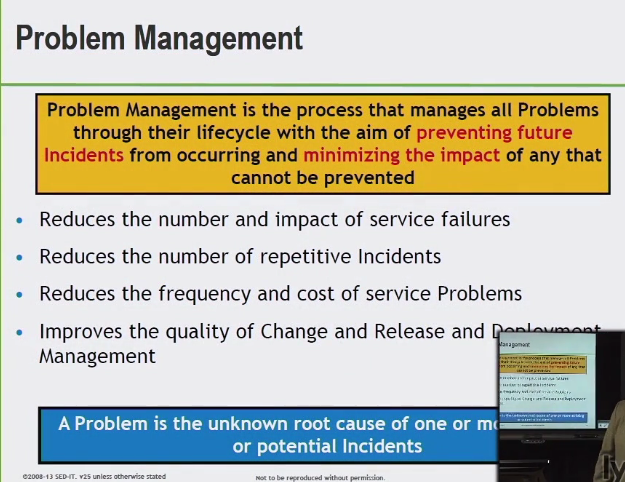 Problem Management
Problem Management is the process that manages all Problems
through their lifecycle with the aim of preventing future
Incidents from occurring and minimizing the impact of any that
cannot be prevented
• Reduces the number and impact of service failures
• Reduces the number of repetitive Incidents
• Reduces the frequency and cost of service Problems
• Improves the quality of Change and Release and Deployment
Management
A Problem is the unknown root cause of one or
or potential Incidents
©2008-13 SED-IT. v25 unless otherwise stated
Not to be reproduced without permission.